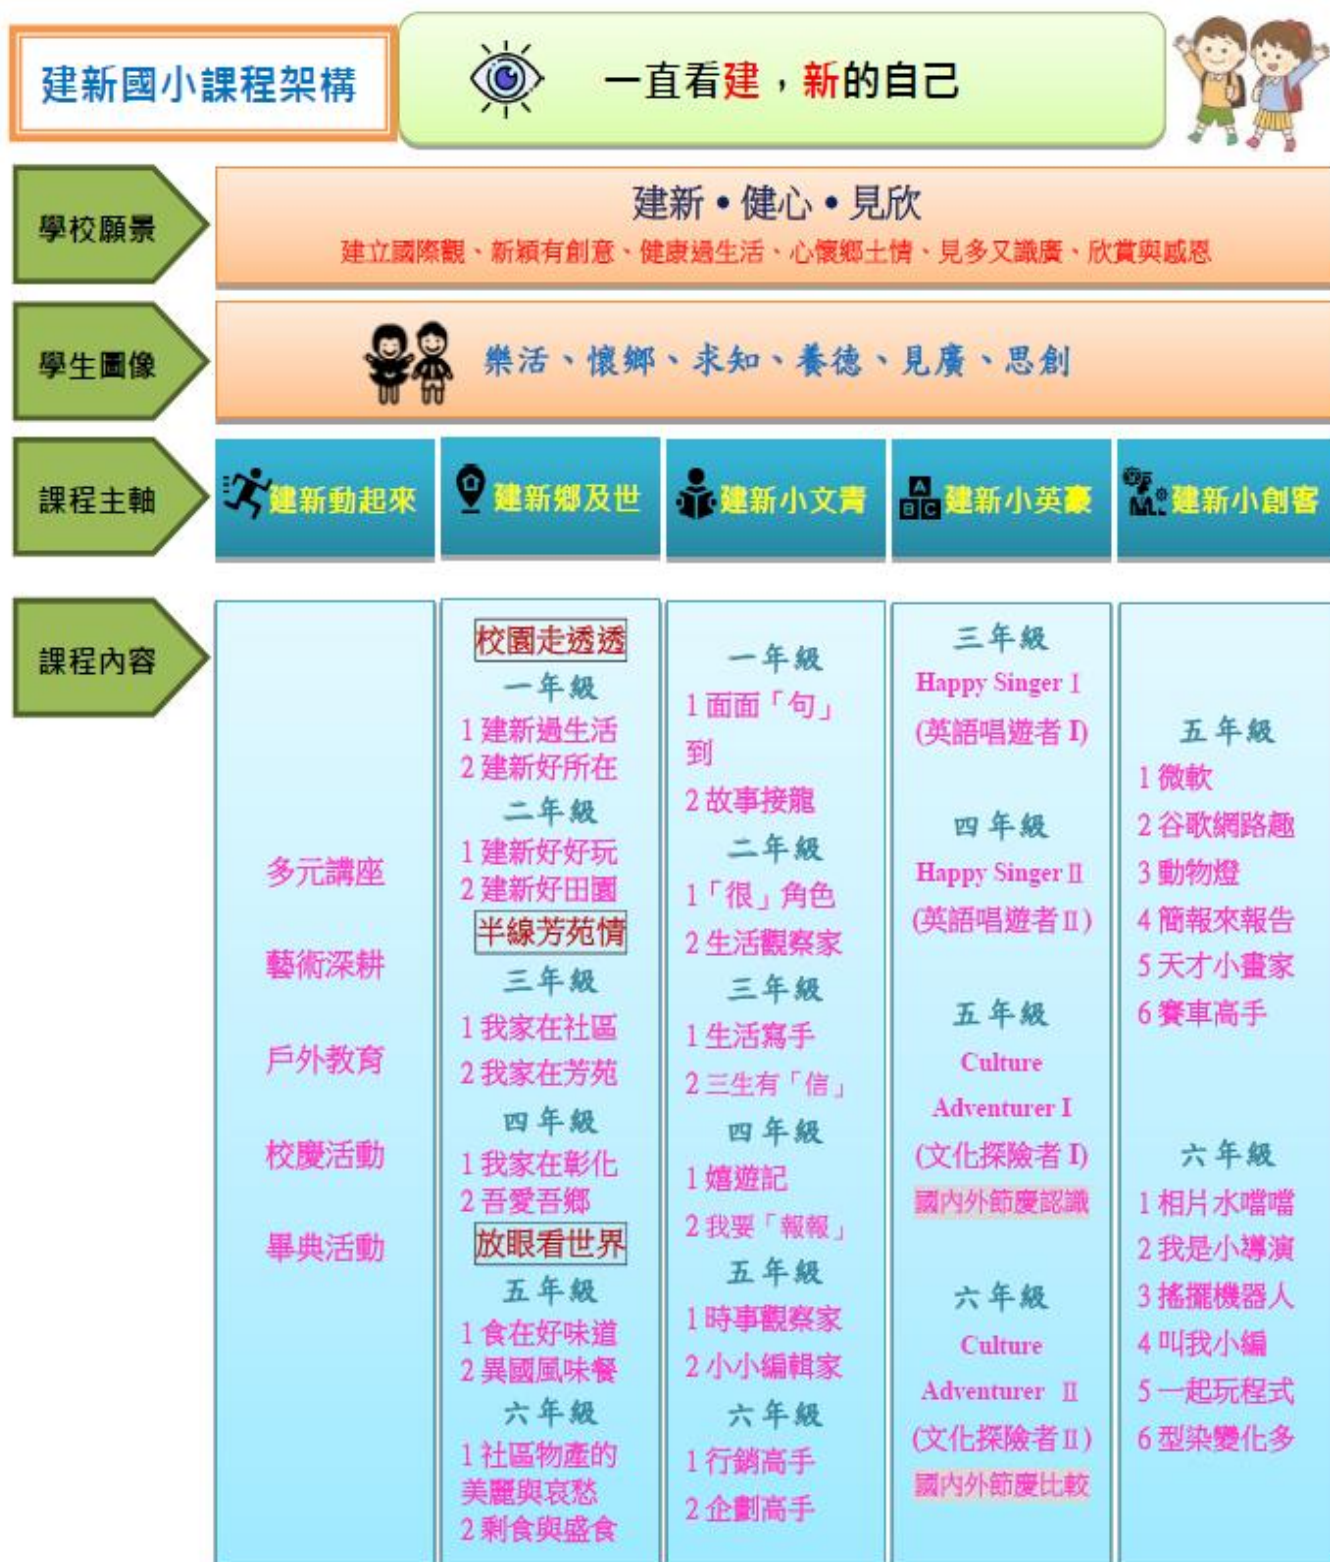 建新國小課程架構
一直看建，新的自己
學校願景
建新•健心•見欣
建立國際觀、新穎有創意、健康過生活、心懷鄉土情、見多又識廣、欣賞與感恩
學生圖像
樂活、懷鄉、求知、養德、見廣、思創
課程主軸
建新動起來
建新鄉及世
建新小文青
A
B C
建新小英豪
建新小創客
課程內容
多元講座
藝術深耕
戶外教育
校慶活動
畢典活動
校園走透透
一年級
1 建新過生活
2 建新好所在
二年級
1 建新好好玩
2 建新好田園
半線芳苑情
三年級
1 我家在社區
2 我家在芳苑
四年級
1 我家在彰化
2 吾愛吾鄉
放眼看世界
五年級
1 食在好味道
2 異國風味餐
六年級
1 社區物產的
美麗與哀愁
2 剩食與盛食
一年級
1 面面「句」
到
2 故事接龍
二年級
1「很」角色
2 生活觀察家
三年級
1 生活寫手
2 三生有「信」
四年級
1 嬉遊記
2 我要「報報」
五年級
1 時事觀察家
2 小小編輯家
六年級
1 行銷高手
2 企劃高手
三年級
Happy Singer I
(英語唱遊者 I)
四年級
Happy Singer II
(英語唱遊者 II)
五年級
Culture
Adventurer I
(文化探險者 I)
國內外節慶認識
六年級
Culture
Adventurer II
(文化探險者 II)
國內外節慶比較
五年級
1 微軟
2 谷歌網路趣
3 動物燈
4 簡報來報告
5 天才小畫家
6 賽車高手
六年級
1 相片水噹噹
2 我是小導演
3 搖擺機器人
4 叫我小編
5 一起玩程式
6 型染變化多